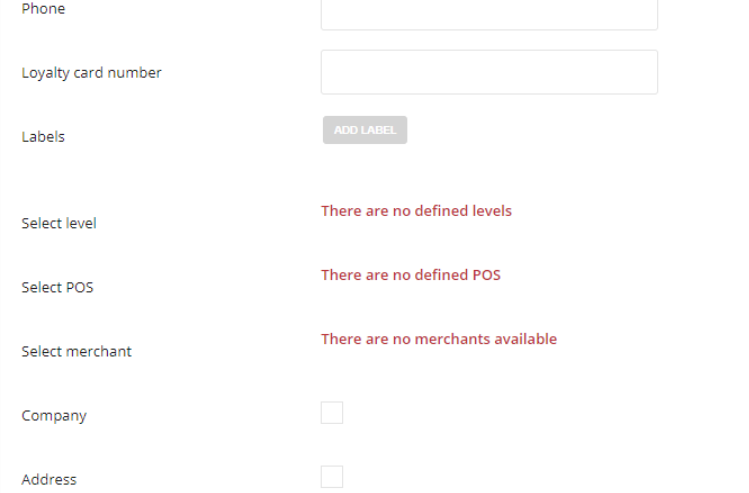 Phone
Loyalty card number
Labels
ADD LABEL
Select level
There are no defined levels
Select POS
There are no defined POS
Select merchant
There are no merchants available
Company
Address